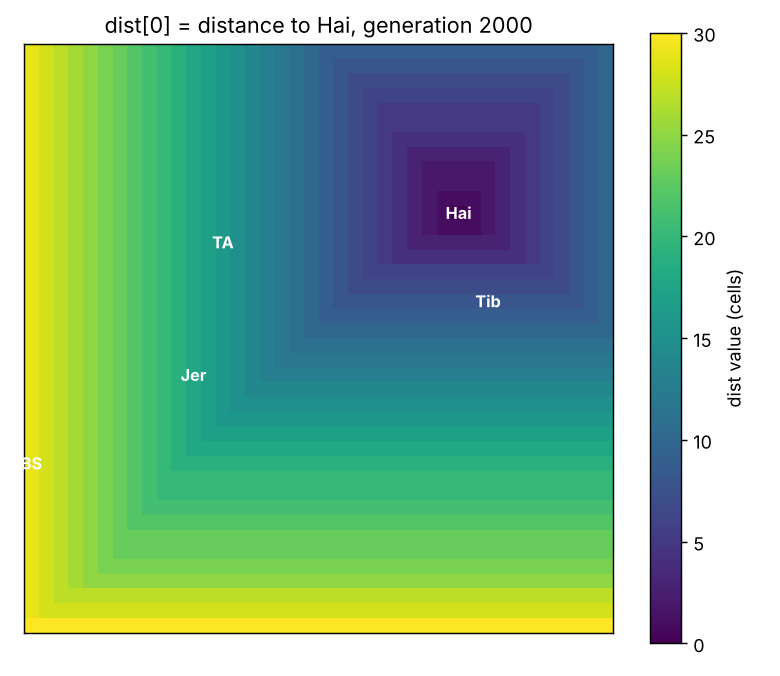 dist[0] = distance to Hai, generation 2000
Hai
TA
Tib
Jer
BS
30
25
20
15
10
5
0
dist value (cells)